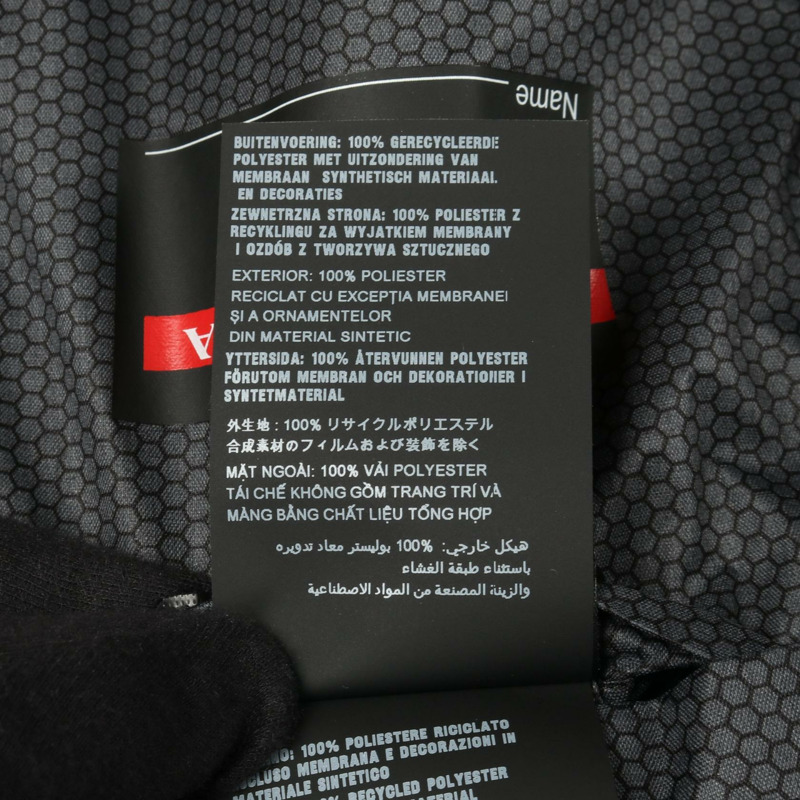 Name
BUITENVOERING: 100% GERECYCLEERDE
POLYESTER MET UITZONDERING VAN
MEMBRAAN SYNTHETISCH MATERIAAL
EN DECORATIES
ZEWNETRZNA STRONA: 100% POLIESTER Z
RECYKLINGU ZA WYJATKIEM MEMBRANY
I OZDÓB Z TWORZYWA SZTUCZNEGO
EXTERIOR: 100% POLIESTER
RECICLAT CU EXCEPȚIA MEMBRANEI
ȘI A ORNAMENTELOR
DIN MATERIAL SINTETIC
YTTERSIDA: 100% ÅTERVUNNEN POLYESTER
FÖRUTOM MEMBRAN OCH DEKORATIONER I
SYNTETMATERIAL
外生地 : 100% リサイクルポリエステル
合成素材のフィルムおよび装飾を除く
MẶT NGOÀI: 100% VẢI POLYESTER
TÁI CHẾ KHÔNG GỒM TRANG TRÍ VÀ
MÀNG BẰNG CHẤT LIỆU TỔNG HỢP
هيكل خارجي: 100% بوليستر معاد تدويره
باستثناء طبقة الغشاء
والزينة المصنعة من المواد الاصطناعية
A
100% POLIESTERE RICICLATO
MEMBRANA E DECORAZIONI IN
MATERIALE SINTETICO
RECYCLED POLYESTER
MATERIAL